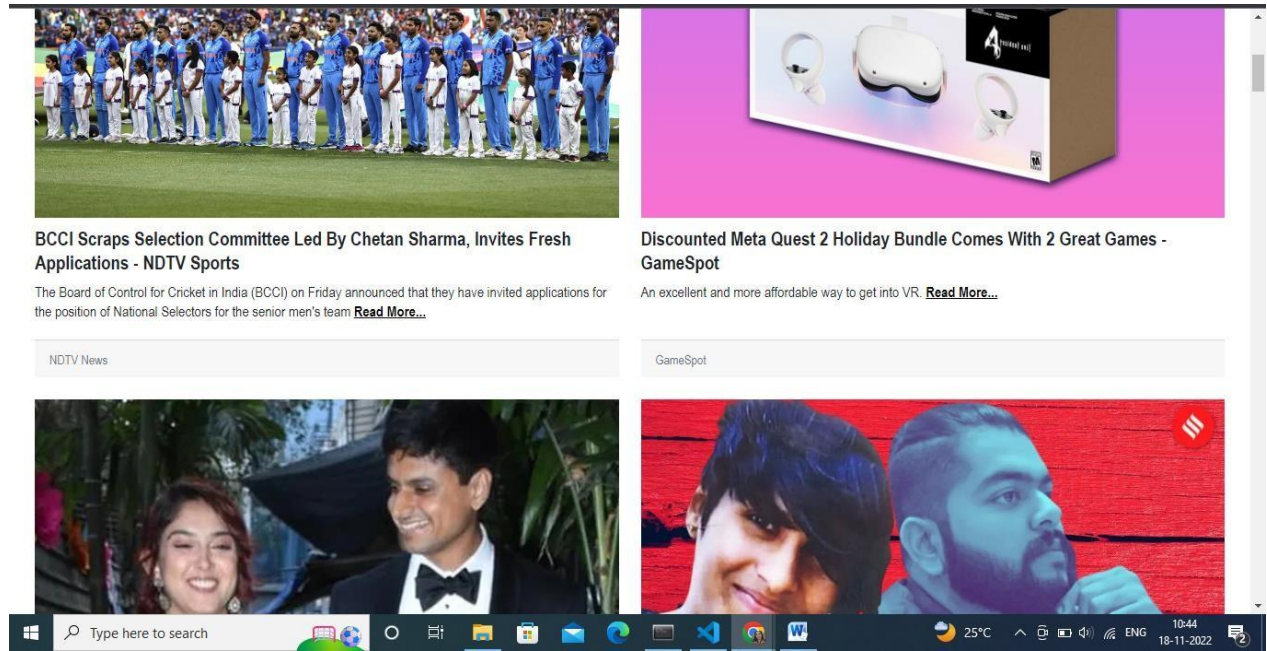 BCCI Scraps Selection Committee Led By Chetan Sharma, Invites Fresh
Applications - NDTV Sports
The Board of Control for Cricket in India (BCCI) on Friday announced that they have invited applications for
the position of National Selectors for the senior men's team Read More...
NDTV News
resident evil
4
Discounted Meta Quest 2 Holiday Bundle Comes With 2 Great Games -
GameSpot
An excellent and more affordable way to get into VR. Read More...
GameSpot
Type here to search
25°C
ENG
10:44
18-11-2022
2